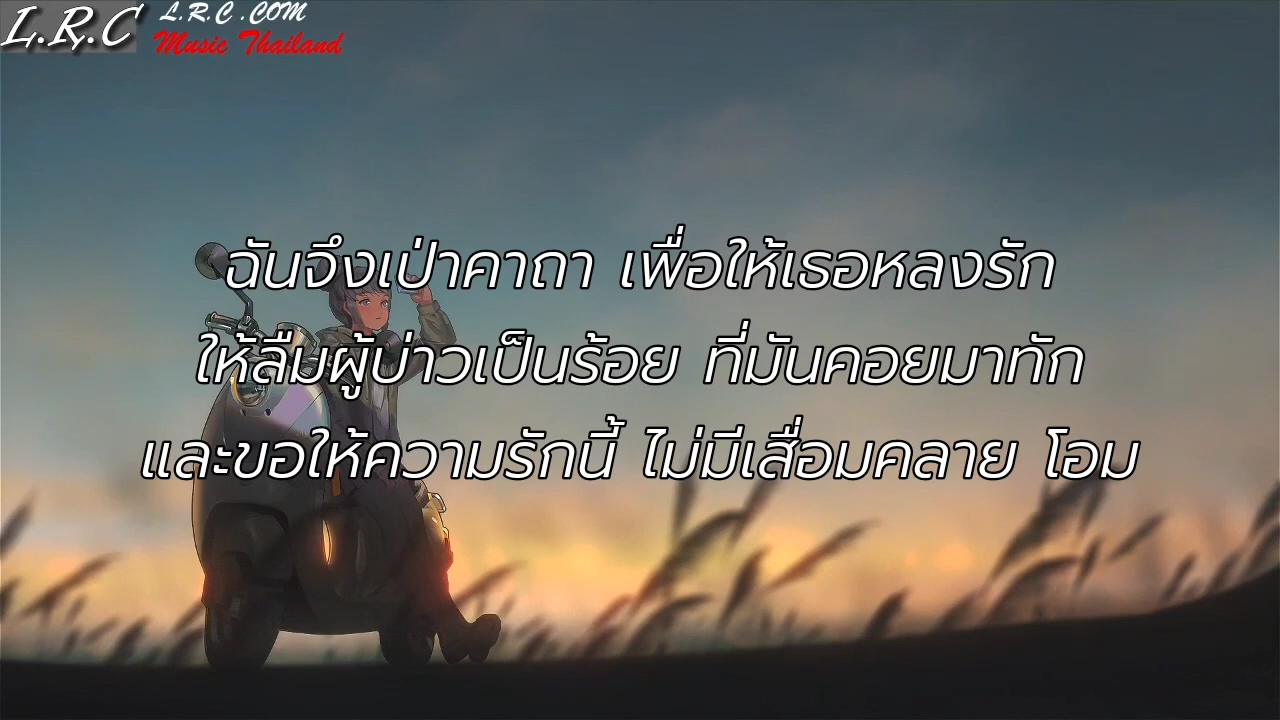 L.R.C
L.R.C .COM
Music Thailand
ฉันจึงเป่าคาถา เพื่อให้เธอหลงรัก
ให้ลืมผู้บ่าวเป็นร้อย ที่มันคอยมาทัก
และขอให้ความรักนี้ ไม่มีเสื่อมคลาย โอม